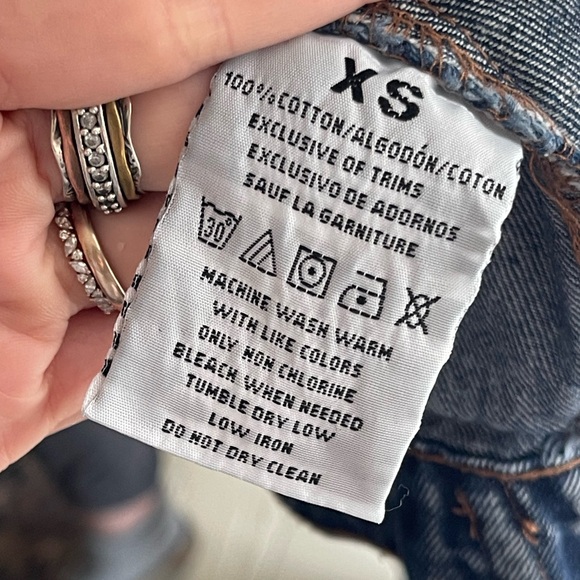 XS
100% COTTON/ALGODÓN/COTON
EXCLUSIVE OF TRIMS
EXCLUSIVO DE ADORNOS
SAUF LA GARNITURE
30
MACHINE WASH WARM
WITH LIKE COLORS
ONLY NON CHLORINE
BLEACH WHEN NEEDED
TUMBLE DRY LOW
LOW IRON
DO NOT DRY CLEAN